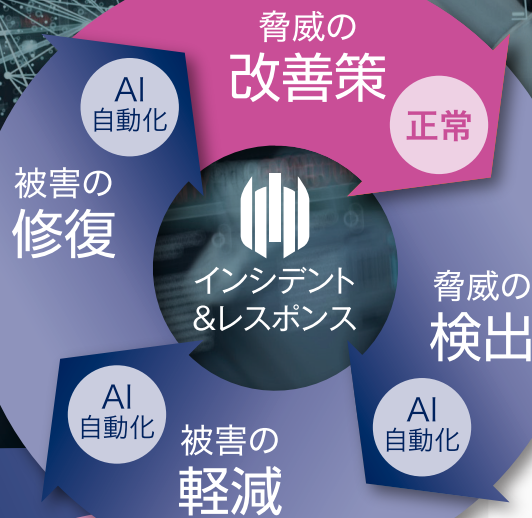 脅威の
改善策
正常
AI
自動化
被害の
修復
インシデント
&レスポンス
脅威の
検出
AI
自動化
被害の
軽減
AI
自動化